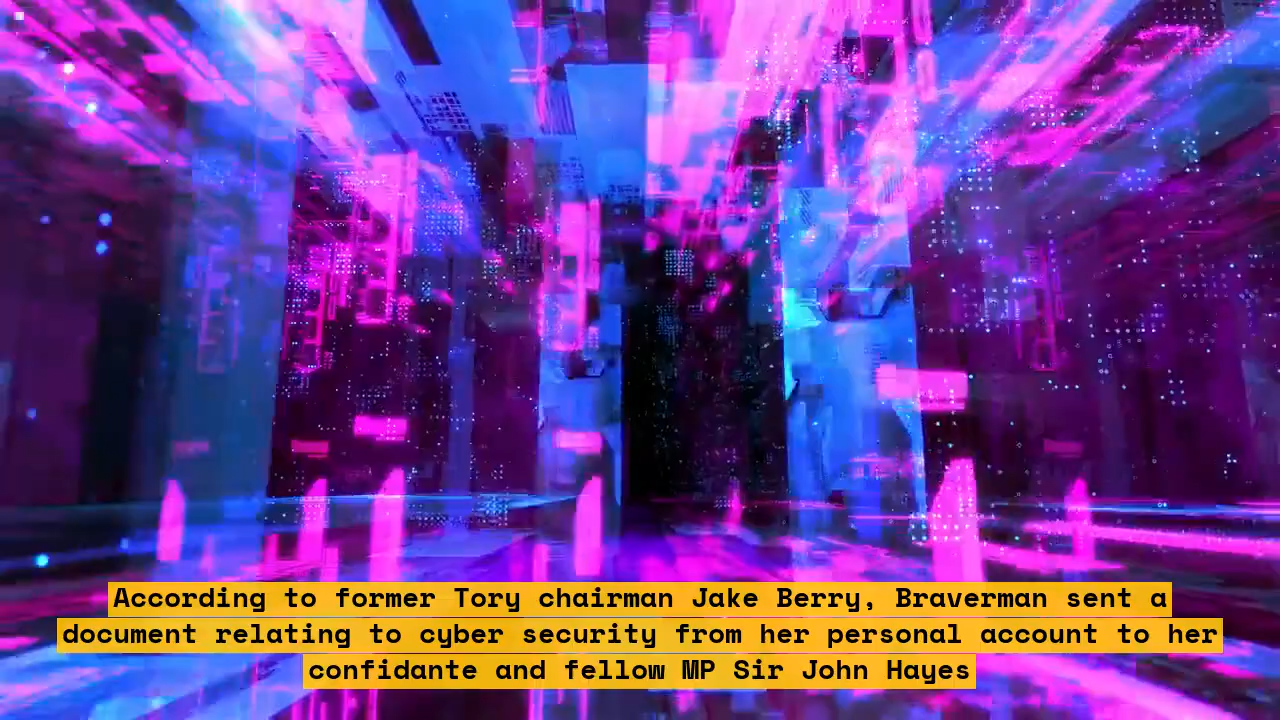 According to former Tory chairman Jake Berry, Braverman sent a
document relating to cyber security from her personal account to her
confidante and fellow MP Sir John Hayes